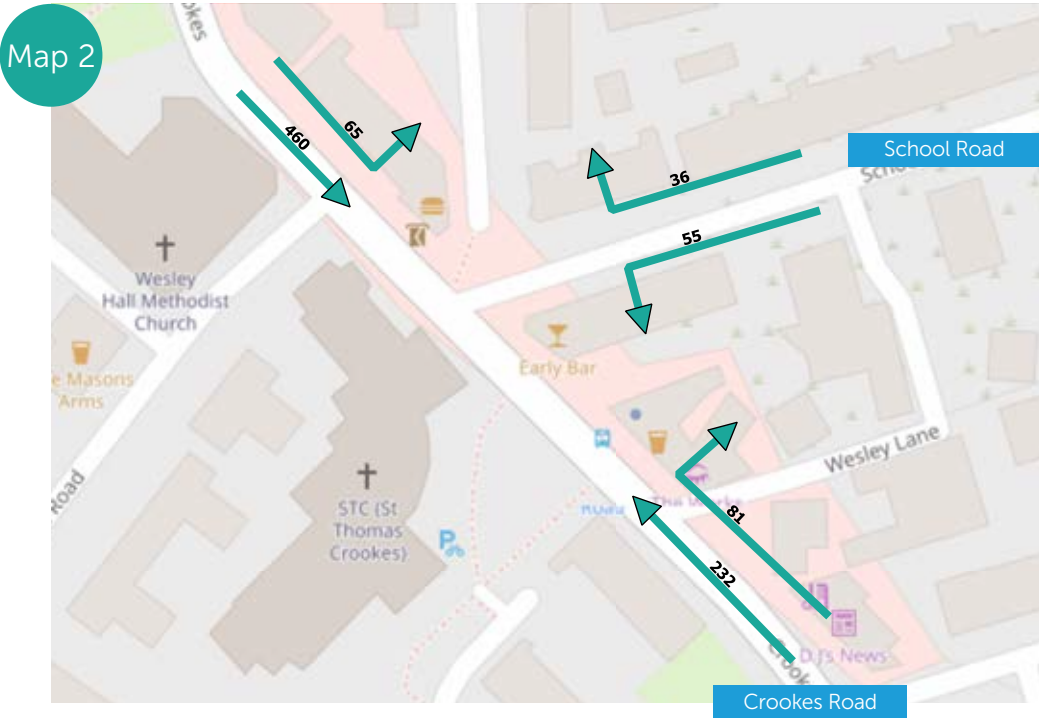 Map 2
okes
460
65
36
School Road
55
Wesley
Hall Methodist
Church
e Masons
Arms
Early Bar
Wesley Lane
Road
STC (St
Thomas
Crookes)
P
81
232
D J's News
Crook
Crookes Road